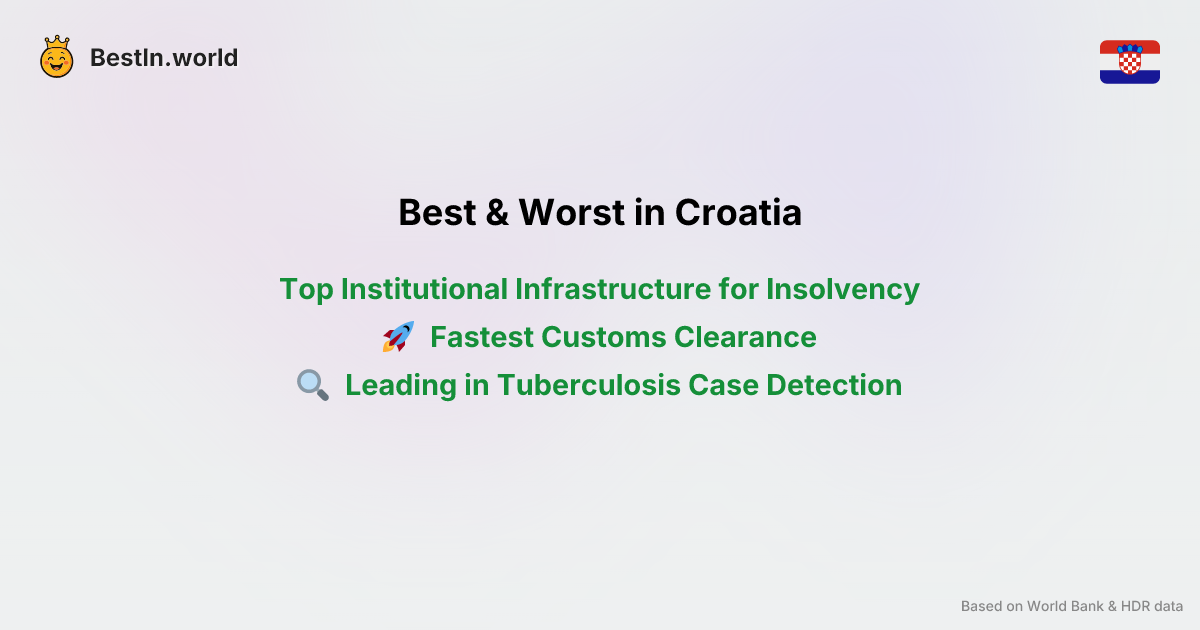 BestIn.world
Best & Worst in Croatia
Top Institutional Infrastructure for Insolvency
🚀 Fastest Customs Clearance
🔍 Leading in Tuberculosis Case Detection
Based on World Bank & HDR data